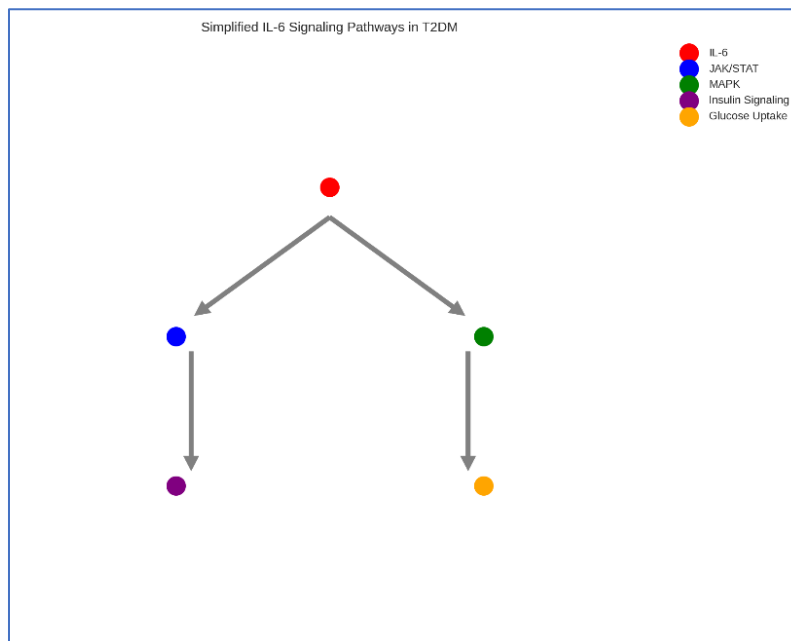 Simplified IL-6 Signaling Pathways in T2DM
IL-6
JAK/STAT
MAPK
Insulin Signaling
Glucose Uptake